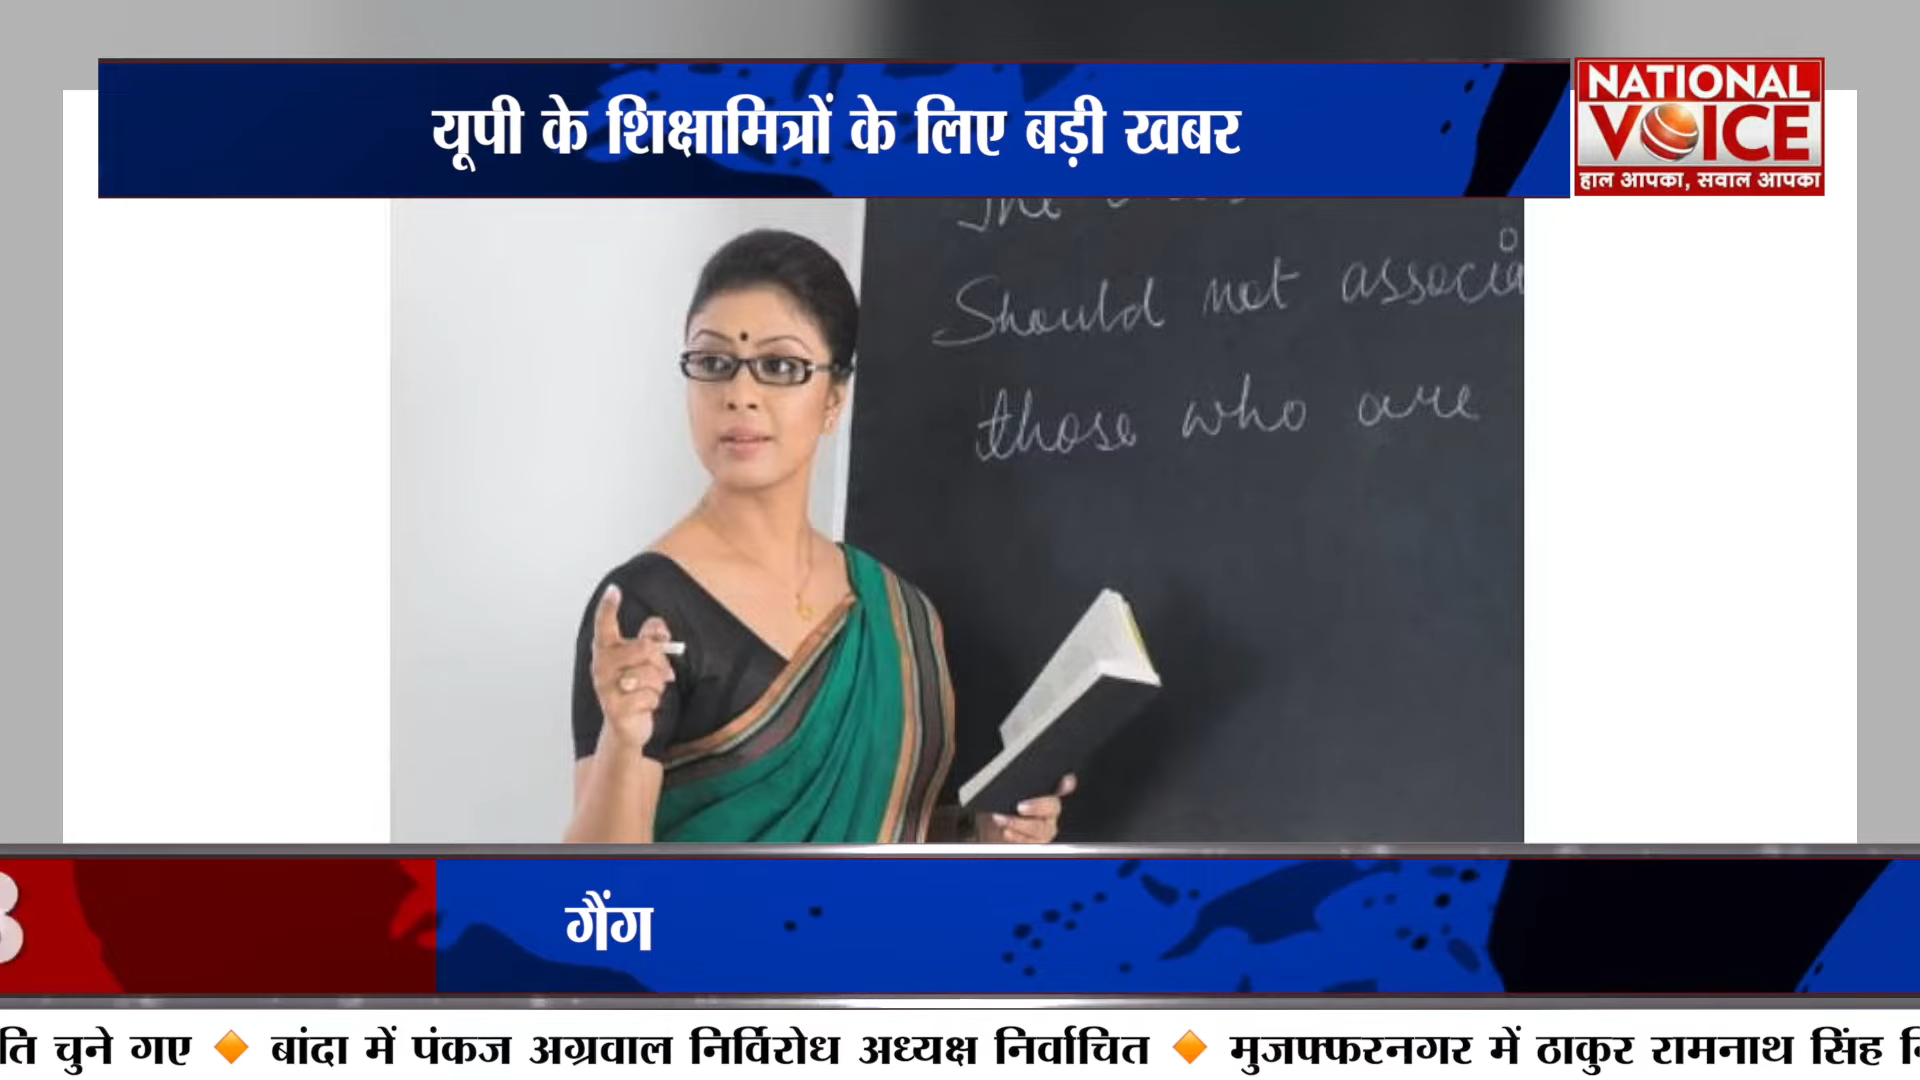 यूपी के शिक्षामित्रों के लिए बड़ी खबर
NATIONAL
VOICE
हाल आपका, सवाल आपका
Should not
those who are
गैंग
चुने गए 🔶 बांदा में पंकज अग्रवाल निर्विरोध अध्यक्ष निर्वाचित 🔶 मुजफ्फरनगर में ठाकुर रामनाथ सिंह